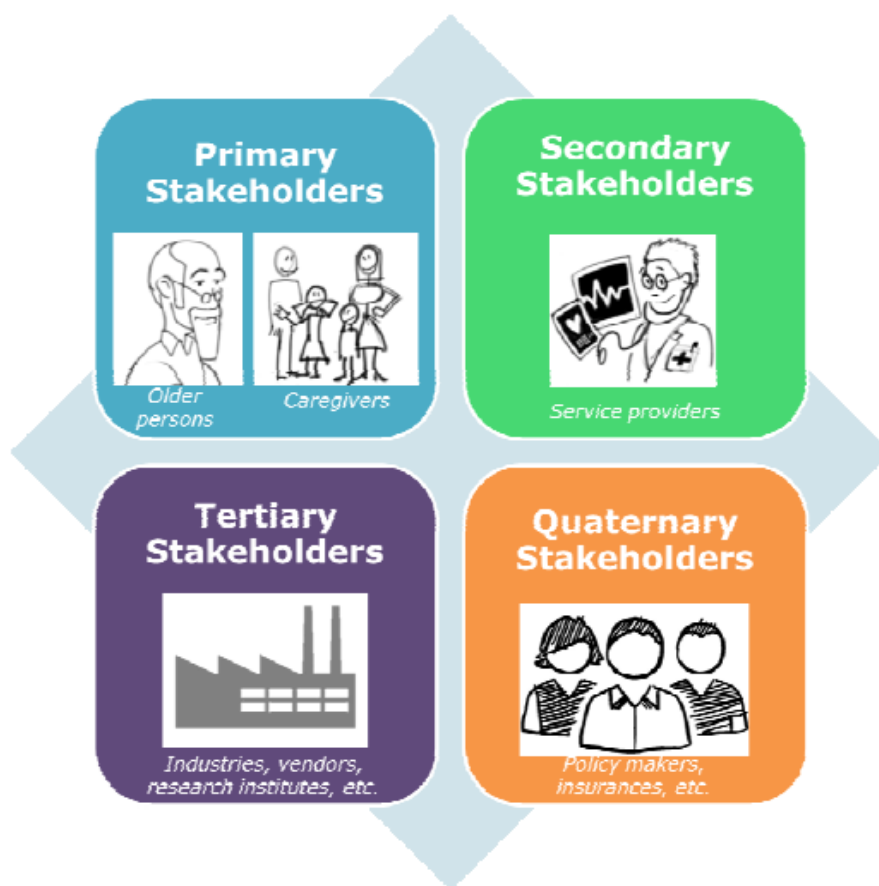 Primary
Stakeholders
Older
persons
Caregivers
Secondary
Stakeholders
Service providers
Tertiary
Stakeholders
Industries, vendors,
research institutes, etc.
Quaternary
Stakeholders
Policy makers,
insurances, etc.